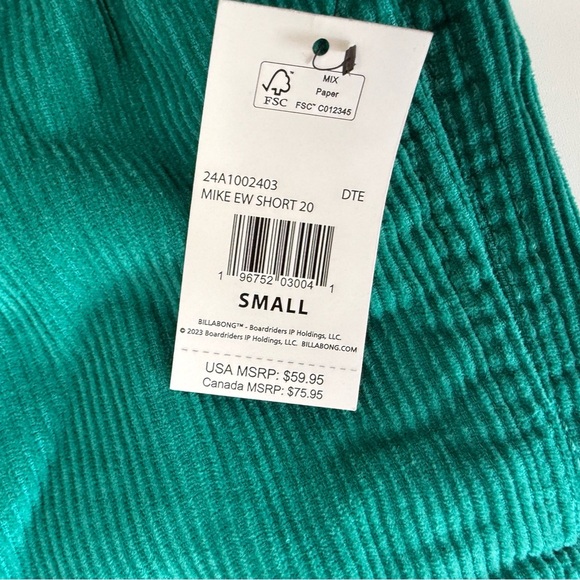 MIX
Paper
FSC
FSC™ C012345
24A1002403
MIKE EW SHORT 20 DTE
1 96752 03004 1
SMALL
BILLABONG™ - Boardriders IP Holdings, LLC.
© 2023 Boardriders IP Holdings, LLC. BILLABONG.COM
USA MSRP: $59.95
Canada MSRP: $75.95